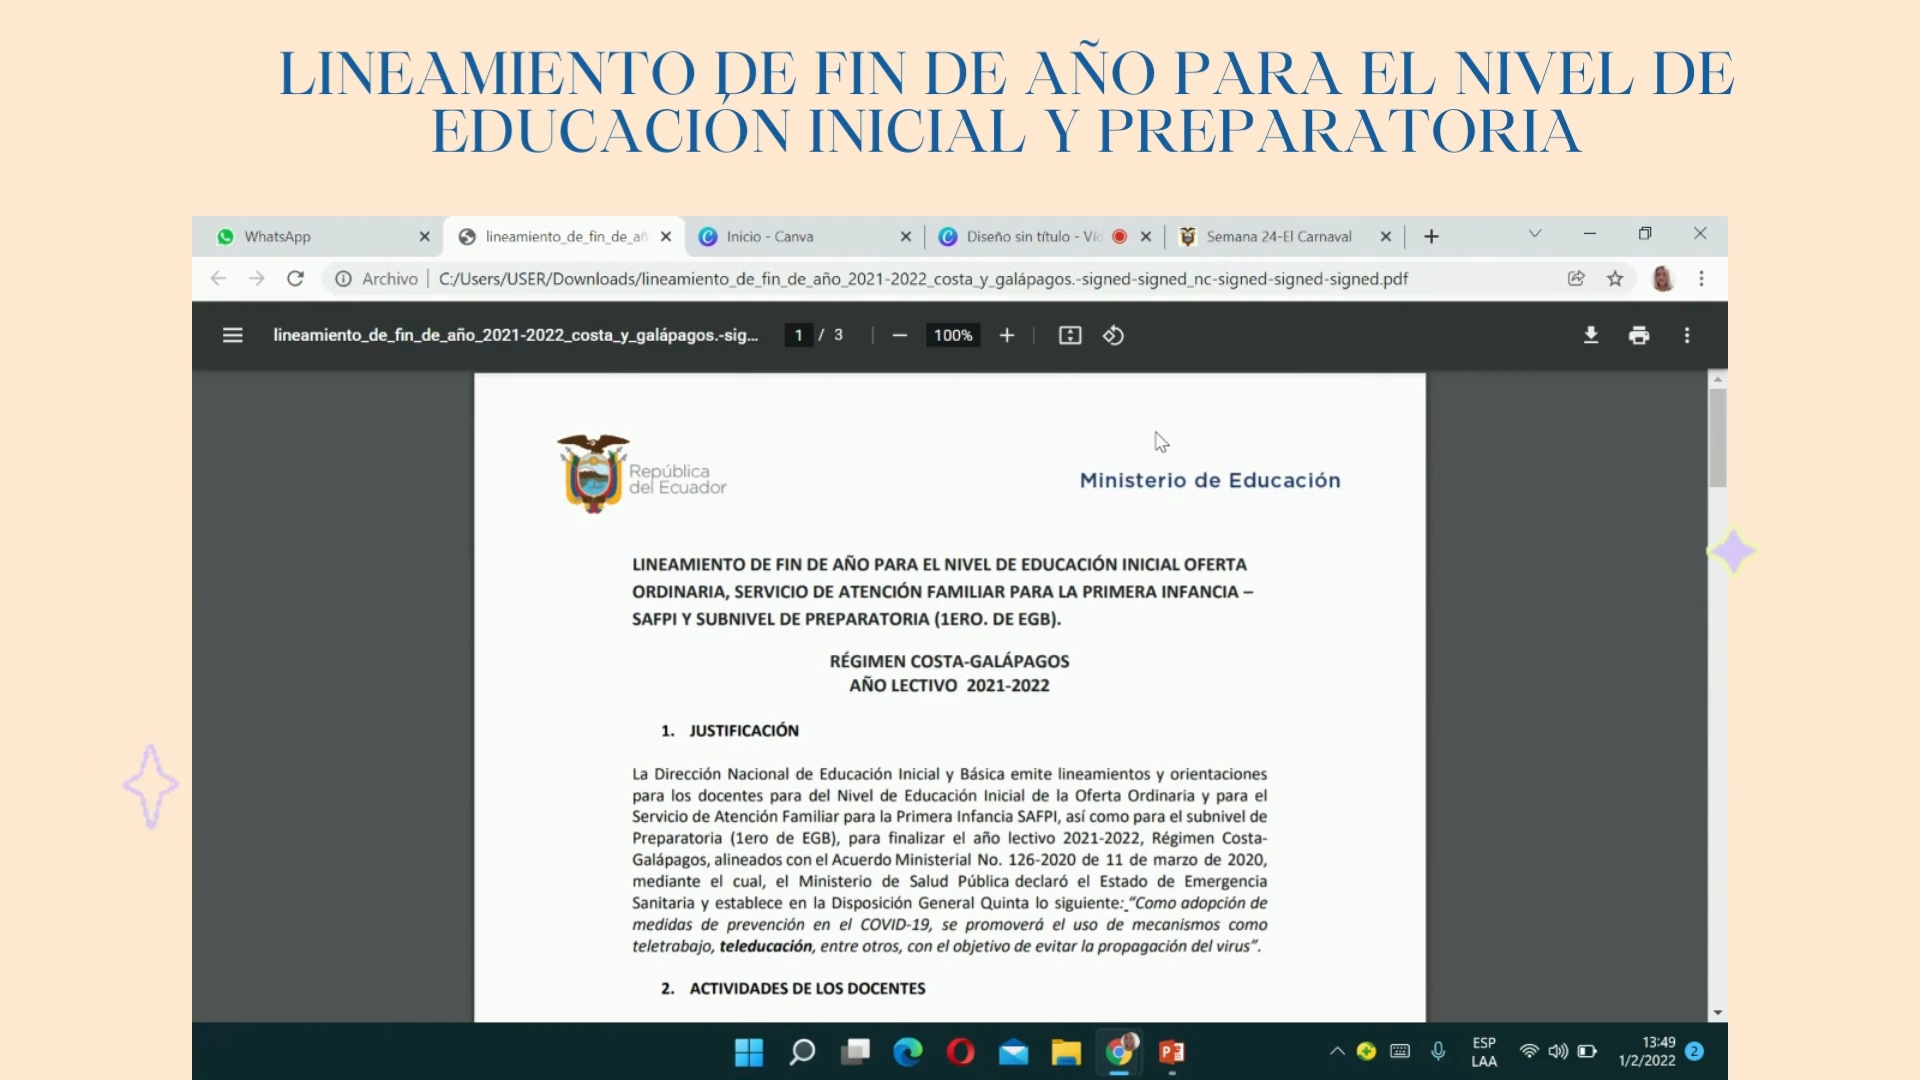 LINEAMIENTO DE FIN DE AÑO PARA EL NIVEL DE
EDUCACIÓN INICIAL Y PREPARATORIA
WhatsApp
lineamiento_de_fin_de_añ
Inicio - Canva
Diseño sin título - Víd
Semana 24-El Carnaval
Archivo
C:/Users/USER/Downloads/lineamiento_de_fin_de_año_2021-2022_costa_y_galápagos.-signed-signed_nc-signed-signed-signed.pdf
lineamiento_de_fin_de_año_2021-2022_costa_y_galápagos.-sig...
1 / 3
100%
República
del Ecuador
Ministerio de Educación
LINEAMIENTO DE FIN DE AÑO PARA EL NIVEL DE EDUCACIÓN INICIAL OFERTA
ORDINARIA, SERVICIO DE ATENCIÓN FAMILIAR PARA LA PRIMERA INFANCIA –
SAFPI Y SUBNIVEL DE PREPARATORIA (1ERO. DE EGB).
RÉGIMEN COSTA-GALÁPAGOS
AÑO LECTIVO 2021-2022
1. JUSTIFICACIÓN
La Dirección Nacional de Educación Inicial y Básica emite lineamientos y orientaciones
para los docentes para del Nivel de Educación Inicial de la Oferta Ordinaria y para el
Servicio de Atención Familiar para la Primera Infancia SAFPI, así como para el subnivel de
Preparatoria (1ero de EGB), para finalizar el año lectivo 2021-2022, Régimen Costa-
Galápagos, alineados con el Acuerdo Ministerial No. 126-2020 de 11 de marzo de 2020,
mediante el cual, el Ministerio de Salud Pública declaró el Estado de Emergencia
Sanitaria y establece en la Disposición General Quinta lo siguiente: “Como adopción de
medidas de prevención en el COVID-19, se promoverá el uso de mecanismos como
teletrabajo, teleducación, entre otros, con el objetivo de evitar la propagación del virus”.
2. ACTIVIDADES DE LOS DOCENTES
ESP
LAA
13:49
1/2/2022
2